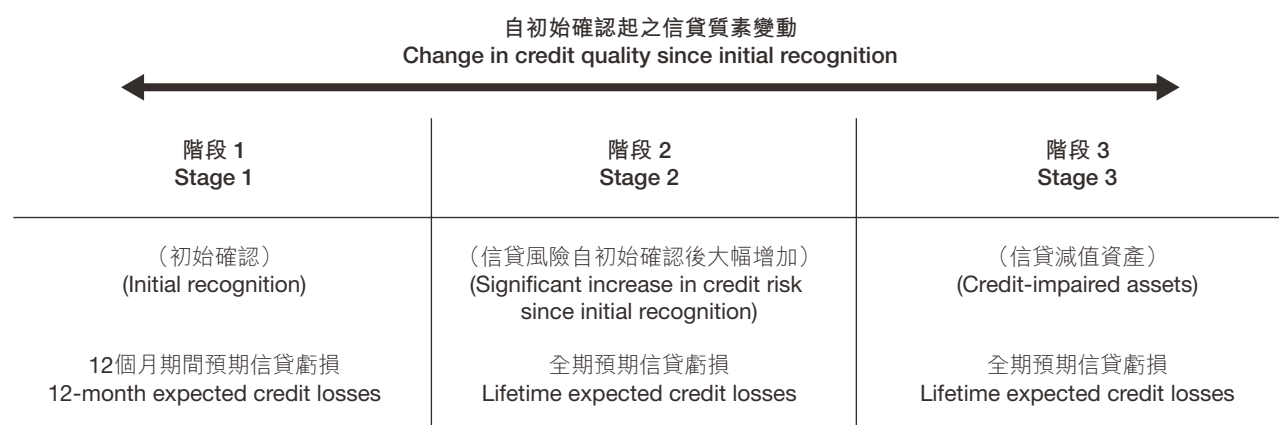 自初始確認起之信貸質素變動
Change in credit quality since initial recognition
階段 1
Stage 1
階段 2
Stage 2
階段 3
Stage 3
（初始確認）
(Initial recognition)
（信貸風險自初始確認後大幅增加）
(Significant increase in credit risk
since initial recognition)
（信貸減值資產）
(Credit-impaired assets)
12個月期間預期信貸虧損
12-month expected credit losses
全期預期信貸虧損
Lifetime expected credit losses
全期預期信貸虧損
Lifetime expected credit losses